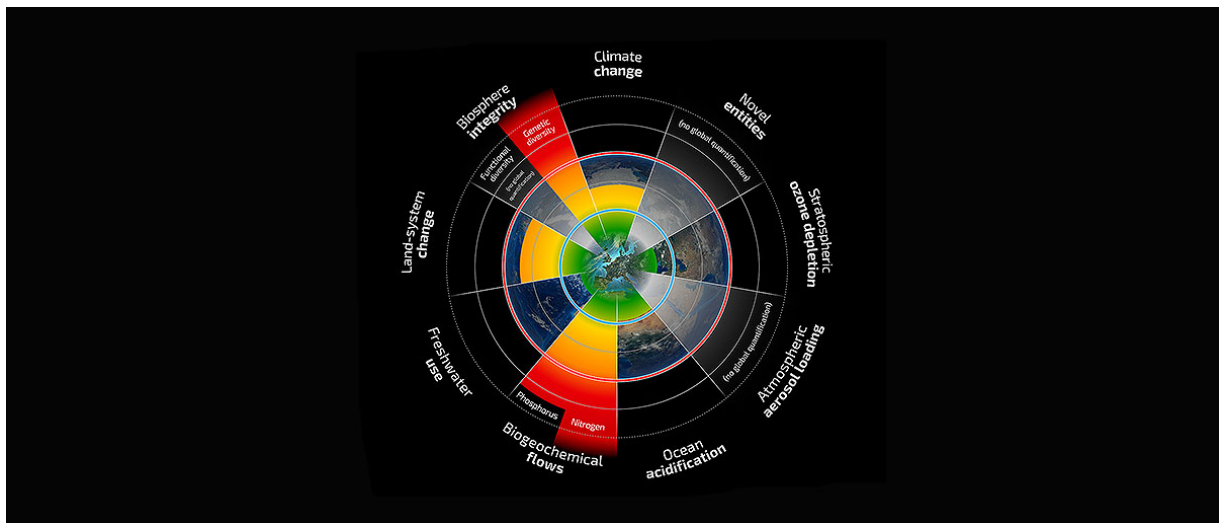 Climate
change
Novel
entities
(no global quantification)
Stratospheric
ozone depletion
Atmospheric
aerosol loading
(no global quantification)
Ocean
acidification
Biogeochemical
flows
Nitrogen
Phosphorus
Freshwater
use
Land-system
change
Biosphere
integrity
Functional
diversity
(no global
quantification)
Genetic
diversity